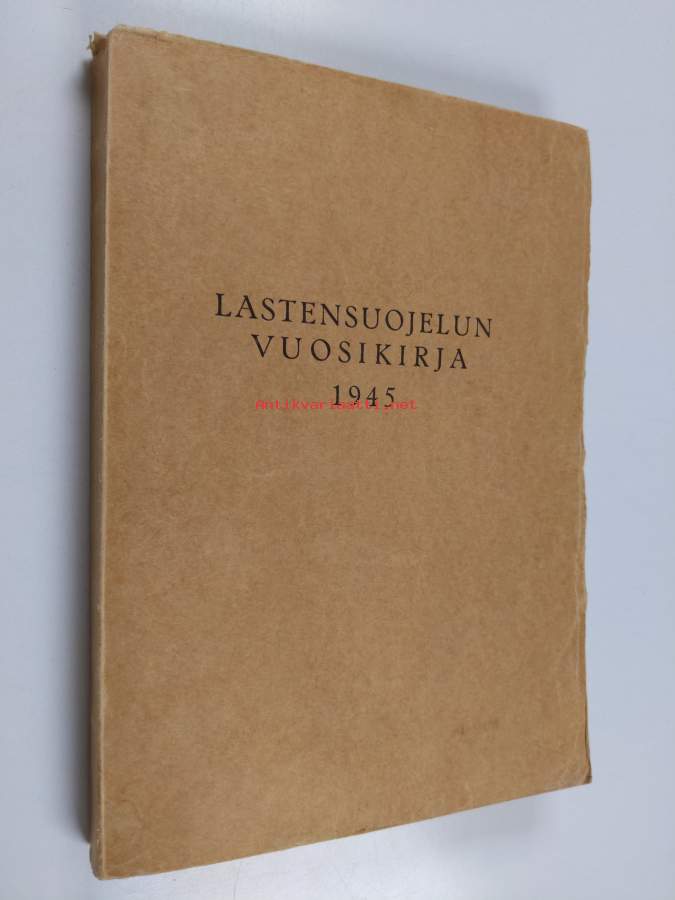 LASTENSUOJELUN
VUOSIKIRJA
1945
Antikvariaatti.net